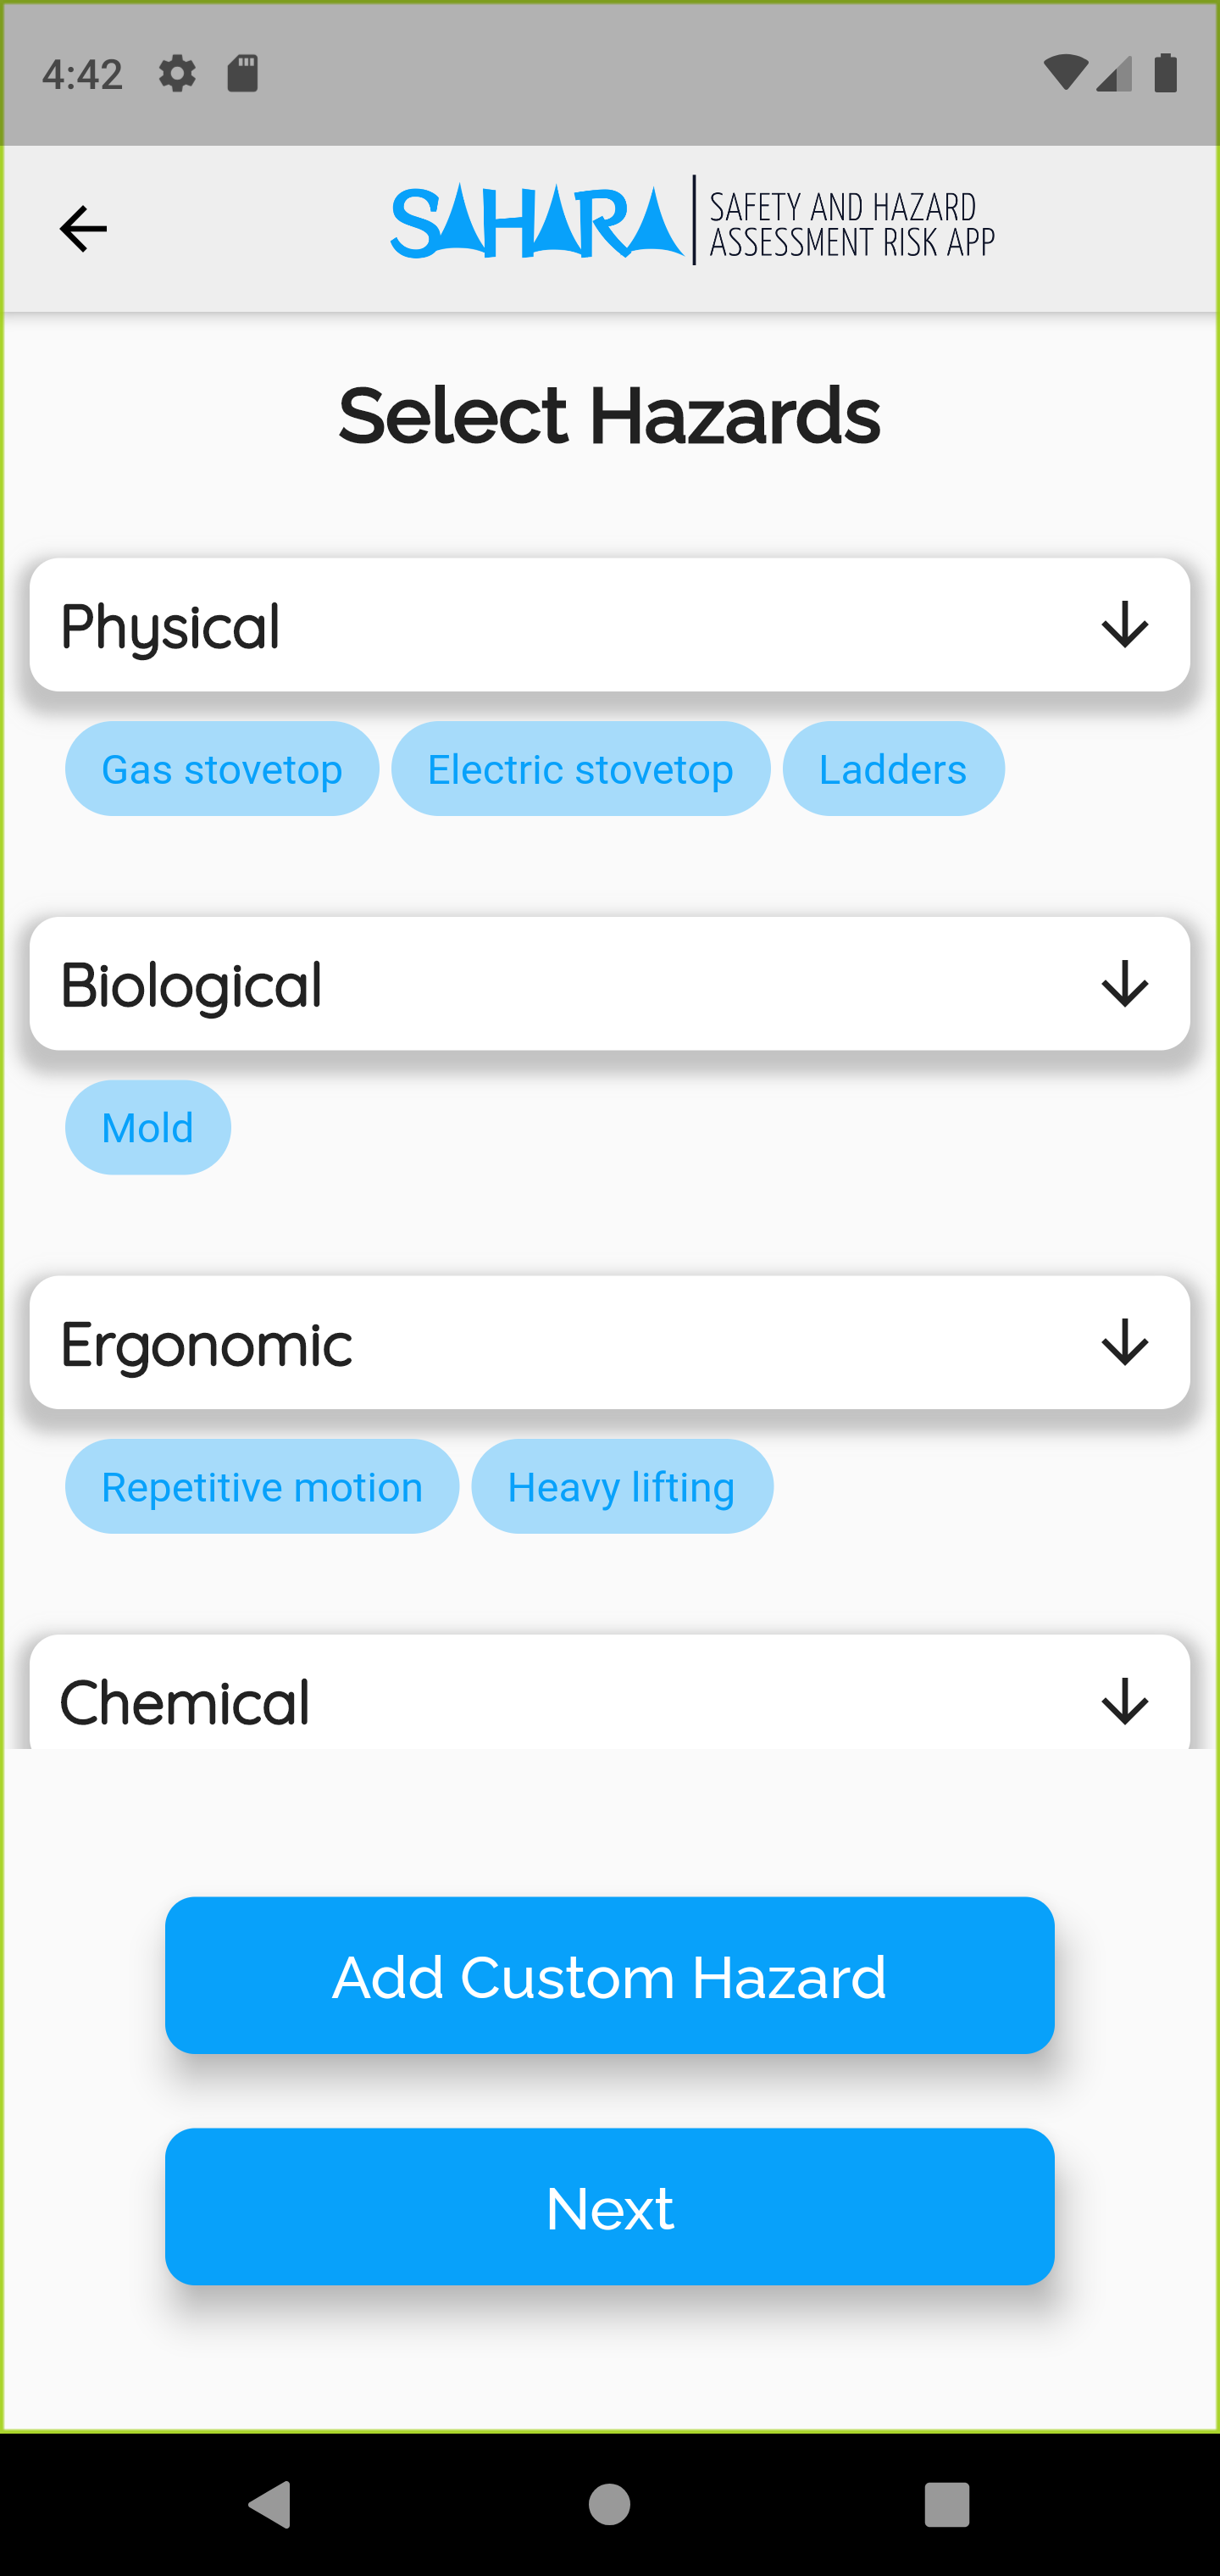 4:42
SAHARA
SAFETY AND HAZARD
ASSESSMENT RISK APP
Select Hazards
Physical
Gas stovetop Electric stovetop Ladders
Biological
Mold
Ergonomic
Repetitive motion Heavy lifting
Chemical
Add Custom Hazard
Next